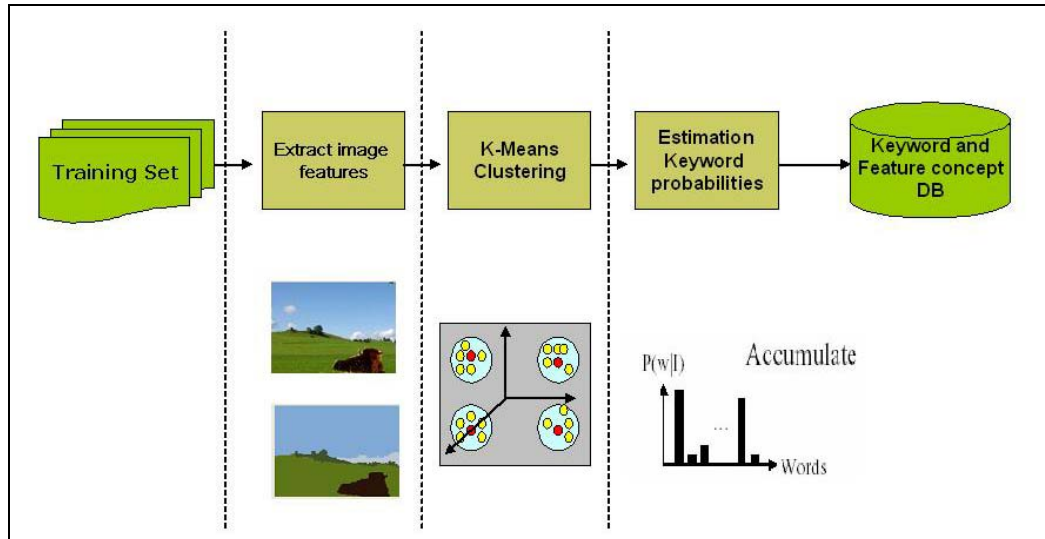 Training Set
Extract image
features
K-Means
Clustering
Estimation
Keyword
probabilities
Keyword and
Feature concept
DB
P(w|I)
Accumulate
...
Words